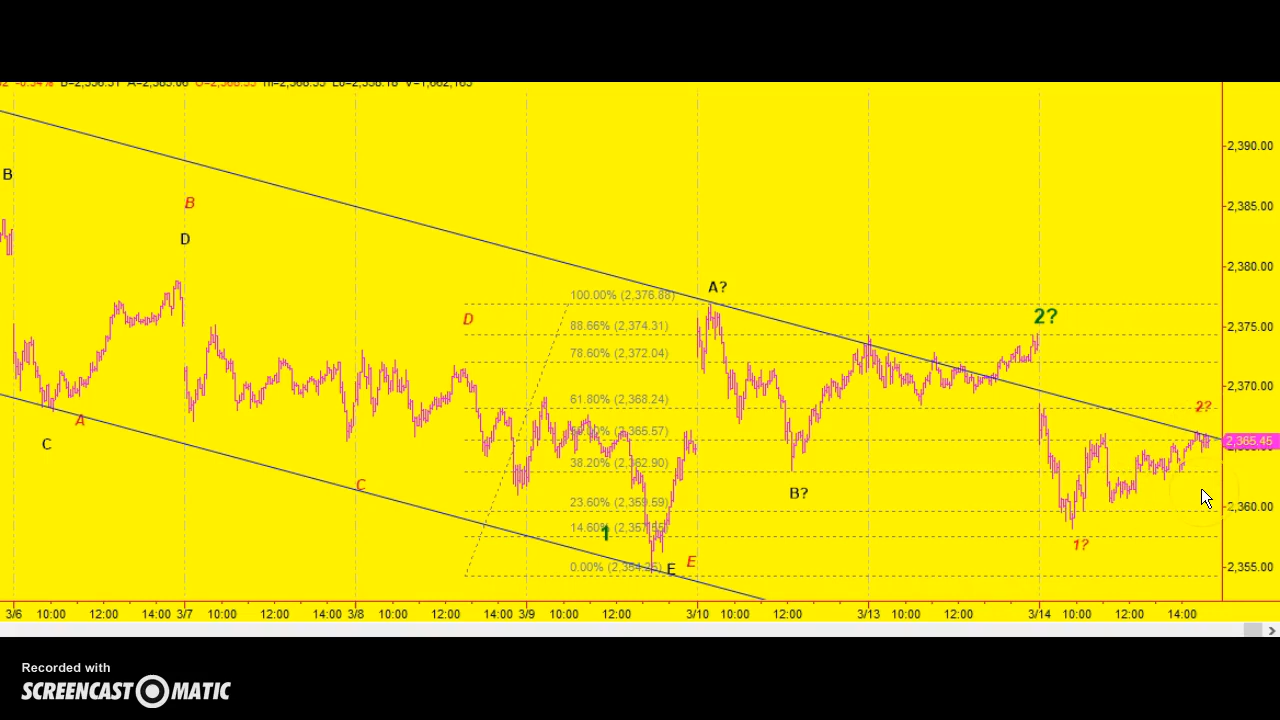 B
B
D
C
A
C
D
100.00% (2,376.88)
88.66% (2,374.31)
78.60% (2,372.04)
61.80% (2,368.24)
(2,365.57)
38.20% (2,362.90)
23.60% (2,359.59)
14.60%
1
0.00%
E
E
A?
B?
2?
1?
2?
2,390.00
2,385.00
2,380.00
2,375.00
2,370.00
2,365.45
2,360.00
2,355.00
3/6 10:00 12:00 14:00 3/7 10:00 12:00 14:00 3/8 10:00 12:00 14:00 3/9 10:00 12:00 3/10 10:00 12:00 3/13 10:00 12:00 3/14 10:00 12:00 14:00
Recorded with
SCREENCAST MATIC